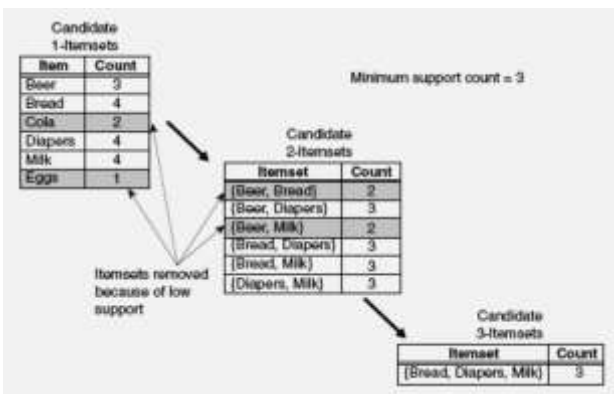 Candidate
1-Itemsets
Item Count
Beer 3
Bread 4
Cola 2
Diapers 4
Milk 4
Eggs 1
Minimum support count = 3
Candidate
2-Itemsets
Itemset Count
{Beer, Bread} 2
{Beer, Diapers} 3
{Beer, Milk} 2
{Bread, Diapers} 3
{Bread, Milk} 3
{Diapers, Milk} 3
Itemsets removed
because of low
support
Candidate
3-Itemsets
Itemset Count
{Bread, Diapers, Milk} 3